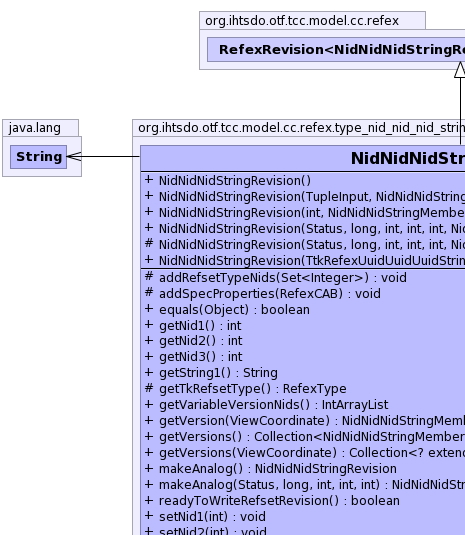 org.ihtsdo.otf.tcc.model.cc.refex
RefexRevision<NidNidNidStringRe
java.lang
String
org.ihtsdo.otf.tcc.model.cc.refex.type_nid_nid_nid_strin
NidNidNidStr
+ NidNidNidStringRevision()
+ NidNidNidStringRevision(TupleInput, NidNidNidString
+ NidNidNidStringRevision(int, NidNidNidStringMembe
+ NidNidNidStringRevision(Status, long, int, int, int, Nid
# NidNidNidStringRevision(Status, long, int, int, int, Nid
+ NidNidNidStringRevision(TtkRefexUuidUuidUuidString
# addRefsetTypeNids(Set<Integer>) : void
# addSpecProperties(RefexCAB) : void
+ equals(Object) : boolean
+ getNid1() : int
+ getNid2() : int
+ getNid3() : int
+ getString1() : String
# getTkRefsetType() : RefexType
+ getVariableVersionNids() : IntArrayList
+ getVersion(ViewCoordinate) : NidNidNidStringMemb
+ getVersions() : Collection<NidNidNidStringMember
+ getVersions(ViewCoordinate) : Collection<? extend
+ makeAnalog() : NidNidNidStringRevision
+ makeAnalog(Status, long, int, int, int) : NidNidNidStr
+ readyToWriteRefsetRevision() : boolean
+ setNid1(int) : void
+ setNid2(int) : void